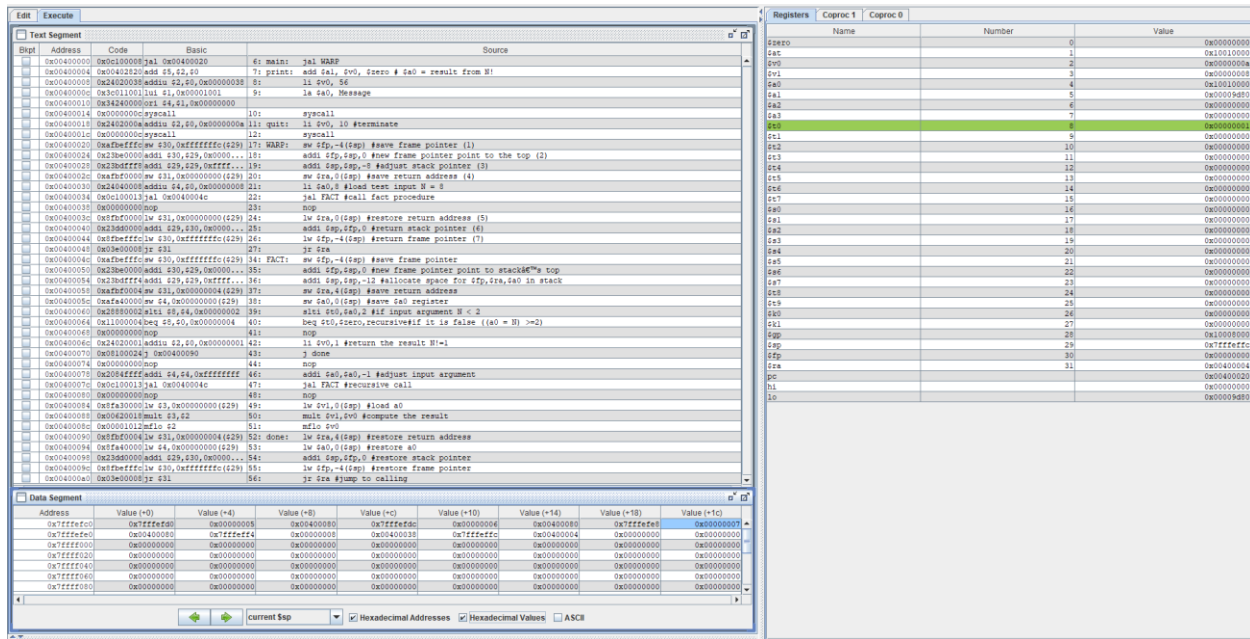 Edit Execute
Text Segment
Bkpt Address Code Basic Source
0x00400000 0x0c100008 jal 0x00400020 6: main: jal WARP
0x00400004 0x00402820 add $5,$2,$0 7: print: add $a1, $v0, $zero # $a0 = result from N!
0x00400008 0x24020038 addiu $2,$0,0x00000038 8: li $v0, 56
0x0040000c 0x3c011001 lui $1,0x00001001 9: la $a0, Message
0x00400010 0x34240000 ori $4,$1,0x00000000
0x00400014 0x0000000c syscall 10: syscall
0x00400018 0x2402000a addiu $2,$0,0x0000000a 11: quit: li $v0, 10 #terminate
0x0040001c 0x0000000c syscall 12: syscall
0x00400020 0xafbefffc sw $30,0xfffffffc($29) 17: WARP: sw $fp,-4($sp) #save frame pointer (1)
0x00400024 0x23be0000 addi $30,$29,0x0000... 18: addi $fp,$sp,0 #new frame pointer point to the top (2)
0x00400028 0x23bdfff8 addi $29,$29,0xffff... 19: addi $sp,$sp,-8 #adjust stack pointer (3)
0x0040002c 0xafbf0000 sw $31,0x00000000($29) 20: sw $ra,0($sp) #save return address (4)
0x00400030 0x24040008 addiu $4,$0,0x00000008 21: li $a0,8 #load test input N = 8
0x00400034 0x0c100013 jal 0x0040004c 22: jal FACT #call fact procedure
0x00400038 0x00000000 nop 23: nop
0x0040003c 0x8fbf0000 lw $31,0x00000000($29) 24: lw $ra,0($sp) #restore return address (5)
0x00400040 0x23dd0000 addi $29,$30,0x0000... 25: addi $sp,$fp,0 #return stack pointer (6)
0x00400044 0x8fbefffc lw $30,0xfffffffc($29) 26: lw $fp,-4($sp) #return frame pointer (7)
0x00400048 0x03e00008 jr $31 27: jr $ra
0x0040004c 0xafbefffc sw $30,0xfffffffc($29) 34: FACT: sw $fp,-4($sp) #save frame pointer
0x00400050 0x23be0000 addi $30,$29,0x0000... 35: addi $fp,$sp,0 #new frame pointer point to stackâ€™s top
0x00400054 0x23bdfff4 addi $29,$29,0xffff... 36: addi $sp,$sp,-12 #allocate space for $fp,$ra,$a0 in stack
0x00400058 0xafbf0004 sw $31,0x00000004($29) 37: sw $ra,4($sp) #save return address
0x0040005c 0xafa40000 sw $4,0x00000000($29) 38: sw $a0,0($sp) #save $a0 register
0x00400060 0x28880002 slti $8,$4,0x00000002 39: slti $t0,$a0,2 #if input argument N < 2
0x00400064 0x11000004 beq $8,$0,0x00000004 40: beq $t0,$zero,recursive#if it is false ((a0 = N) >=2)
0x00400068 0x00000000 nop 41: nop
0x0040006c 0x24020001 addiu $2,$0,0x00000001 42: li $v0,1 #return the result N!=1
0x00400070 0x08100024 j 0x00400090 43: j done
0x00400074 0x00000000 nop 44: nop
0x00400078 0x2084ffff addi $4,$4,0xffffffff 46: addi $a0,$a0,-1 #adjust input argument
0x0040007c 0x0c100013 jal 0x0040004c 47: jal FACT #recursive call
0x00400080 0x00000000 nop 48: nop
0x00400084 0x8fa30000 lw $3,0x00000000($29) 49: lw $v1,0($sp) #load a0
0x00400088 0x00620018 mult $3,$2 50: mult $v1,$v0 #compute the result
0x0040008c 0x00001012 mflo $2 51: mflo $v0
0x00400090 0x8fbf0004 lw $31,0x00000004($29) 52: done: lw $ra,4($sp) #restore return address
0x00400094 0x8fa40000 lw $4,0x00000000($29) 53: lw $a0,0($sp) #restore a0
0x00400098 0x23dd0000 addi $29,$30,0x0000... 54: addi $sp,$fp,0 #restore stack pointer
0x0040009c 0x8fbefffc lw $30,0xfffffffc($29) 55: lw $fp,-4($sp) #restore frame pointer
0x004000a0 0x03e00008 jr $31 56: jr $ra #jump to calling
Data Segment
Address Value (+0) Value (+4) Value (+8) Value (+c) Value (+10) Value (+14) Value (+18) Value (+1c)
0x7fffefc0 0x7fffefd0 0x00000005 0x00400080 0x7fffefdc 0x00000006 0x00400080 0x7fffefe8 0x00000007
0x7fffefe0 0x00400080 0x7fffeff4 0x00000008 0x00400038 0x7fffeffc 0x00400004 0x00000000 0x00000000
0x7ffff000 0x00000000 0x00000000 0x00000000 0x00000000 0x00000000 0x00000000 0x00000000 0x00000000
0x7ffff020 0x00000000 0x00000000 0x00000000 0x00000000 0x00000000 0x00000000 0x00000000 0x00000000
0x7ffff040 0x00000000 0x00000000 0x00000000 0x00000000 0x00000000 0x00000000 0x00000000 0x00000000
0x7ffff060 0x00000000 0x00000000 0x00000000 0x00000000 0x00000000 0x00000000 0x00000000 0x00000000
0x7ffff080 0x00000000 0x00000000 0x00000000 0x00000000 0x00000000 0x00000000 0x00000000 0x00000000
current $sp Hexadecimal Addresses Hexadecimal Values ASCII
Registers Coproc 1 Coproc 0
Name Number Value
$zero 0 0x00000000
$at 1 0x10010000
$v0 2 0x0000000a
$v1 3 0x00000008
$a0 4 0x10010000
$a1 5 0x00009d80
$a2 6 0x00000000
$a3 7 0x00000000
$t0 8 0x00000001
$t1 9 0x00000000
$t2 10 0x00000000
$t3 11 0x00000000
$t4 12 0x00000000
$t5 13 0x00000000
$t6 14 0x00000000
$t7 15 0x00000000
$s0 16 0x00000000
$s1 17 0x00000000
$s2 18 0x00000000
$s3 19 0x00000000
$s4 20 0x00000000
$s5 21 0x00000000
$s6 22 0x00000000
$s7 23 0x00000000
$t8 24 0x00000000
$t9 25 0x00000000
$k0 26 0x00000000
$k1 27 0x00000000
$gp 28 0x10008000
$sp 29 0x7fffeffc
$fp 30 0x00000000
$ra 31 0x00400004
pc 0x00400020
hi 0x00000000
lo 0x00009d80